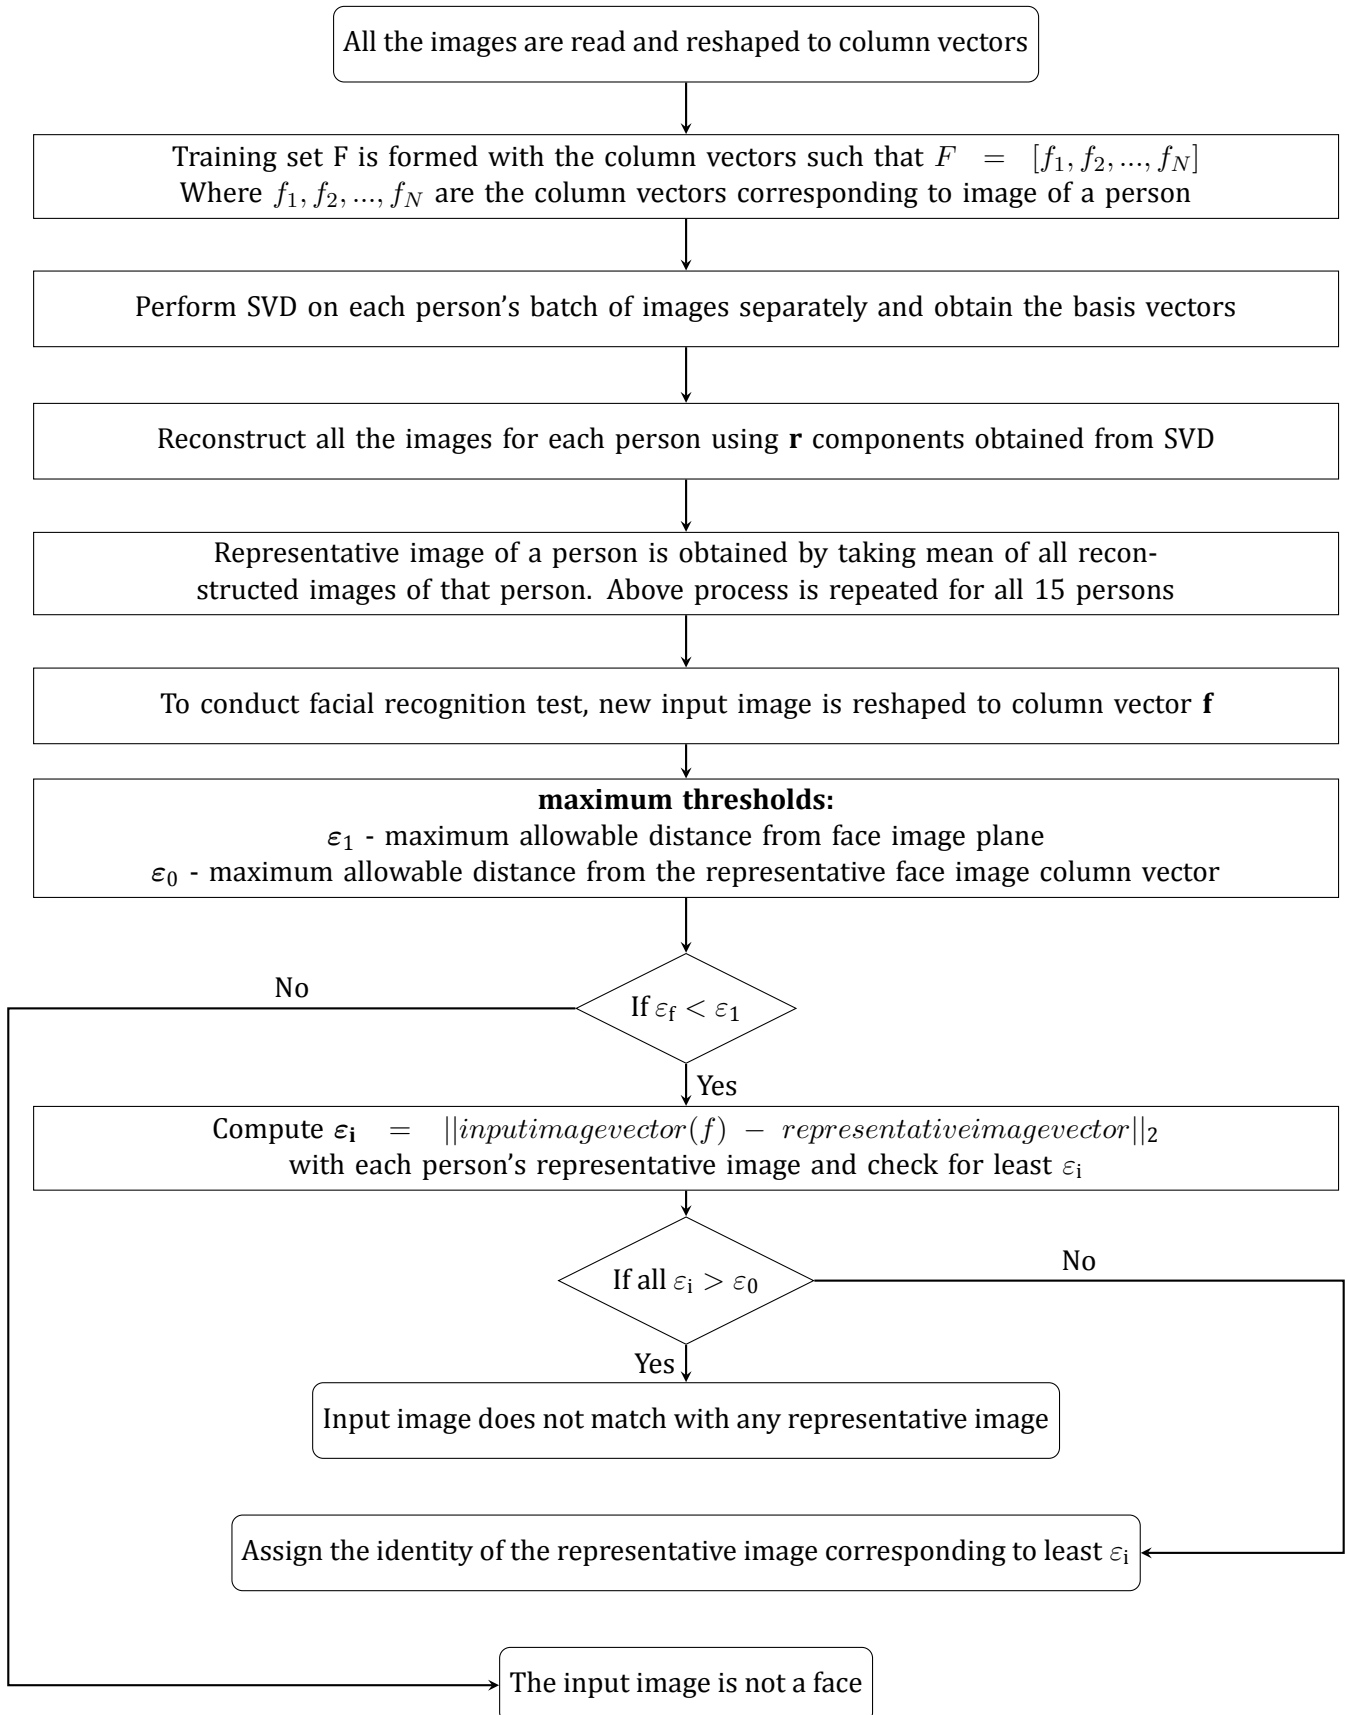 All the images are read and reshaped to column vectors
Training set F is formed with the column vectors such that F = [f₁, f₂, ..., f_N]
Where f₁, f₂, ..., f_N are the column vectors corresponding to image of a person
Perform SVD on each person’s batch of images separately and obtain the basis vectors
Reconstruct all the images for each person using r components obtained from SVD
Representative image of a person is obtained by taking mean of all recon-
structed images of that person. Above process is repeated for all 15 persons
To conduct facial recognition test, new input image is reshaped to column vector f
maximum thresholds:
ε₁ - maximum allowable distance from face image plane
ε₀ - maximum allowable distance from the representative face image column vector
No
If ε_f < ε₁
Yes
Compute ε_i = ||inputimagevector(f) − representativeimagevector||₂
with each person’s representative image and check for least ε_i
If all ε_i > ε₀
No
Yes
Input image does not match with any representative image
Assign the identity of the representative image corresponding to least ε_i
The input image is not a face